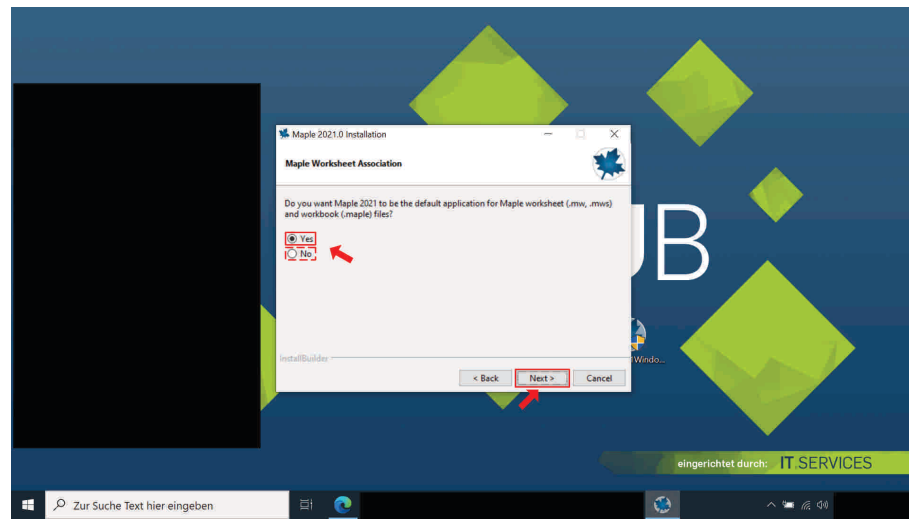 Maple 2021.0 Installation
Maple Worksheet Association
Do you want Maple 2021 to be the default application for Maple worksheet (.mw, .mws)
and workbook (.maple) files?
Yes
No
UB
1Windo...
InstallBuilder
< Back Next > Cancel
eingerichtet durch: IT.SERVICES
Zur Suche Text hier eingeben